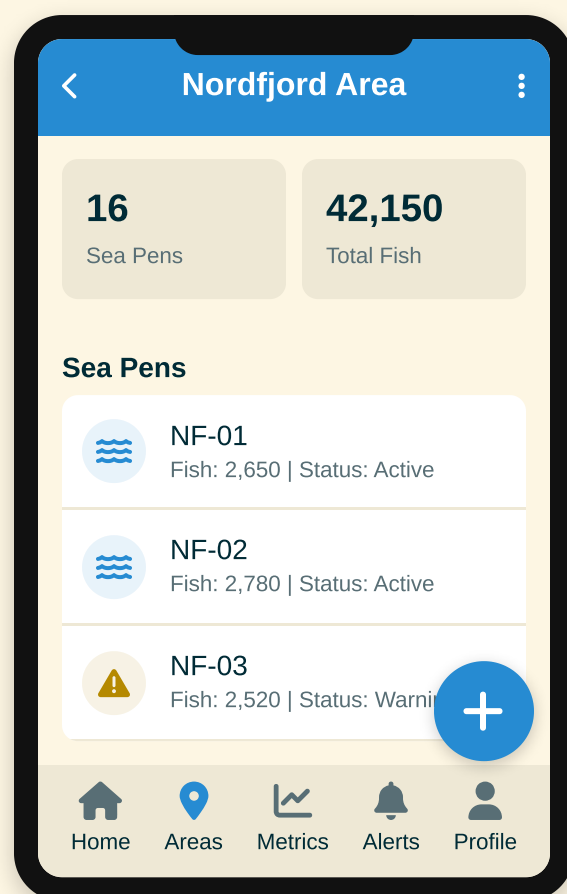 Nordfjord Area
16
Sea Pens
42,150
Total Fish
Sea Pens
NF-01
Fish: 2,650 | Status: Active
NF-02
Fish: 2,780 | Status: Active
NF-03
Fish: 2,520 | Status:
Home
Areas
Metrics
Alerts
Profile